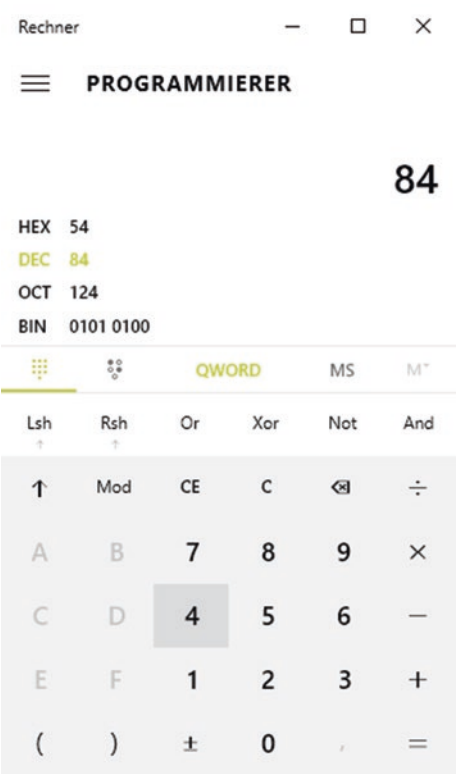 Rechner
PROGRAMMIERER
84
HEX 54
DEC 84
OCT 124
BIN 0101 0100
QWORD MS M
Lsh Rsh Or Xor Not And
↑ Mod CE C ⌫ ÷
A B 7 8 9 ×
C D 4 5 6 −
E F 1 2 3 +
( ) ± 0 , =